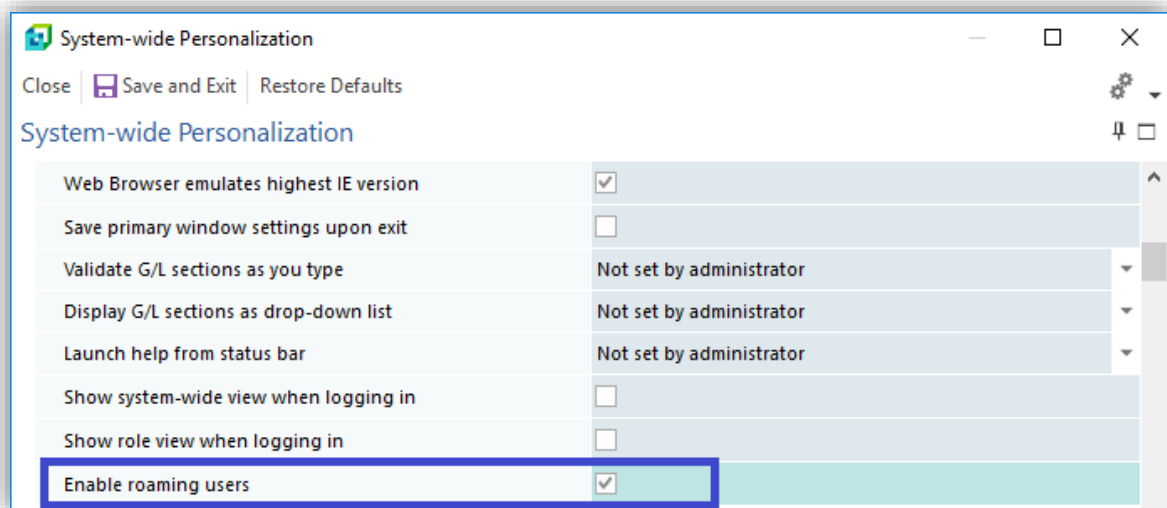 System-wide Personalization
Close Save and Exit Restore Defaults
System-wide Personalization
Web Browser emulates highest IE version
Save primary window settings upon exit
Validate G/L sections as you type Not set by administrator
Display G/L sections as drop-down list Not set by administrator
Launch help from status bar Not set by administrator
Show system-wide view when logging in
Show role view when logging in
Enable roaming users